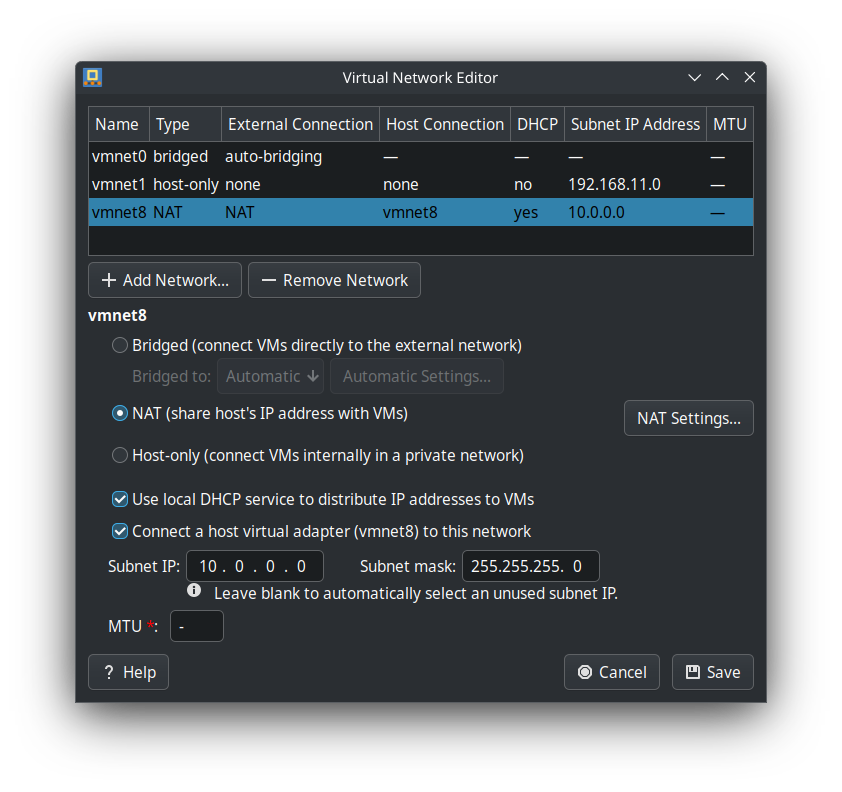 Virtual Network Editor
Name Type External Connection Host Connection DHCP Subnet IP Address MTU
vmnet0 bridged auto-bridging — — — —
vmnet1 host-only none none no 192.168.11.0 —
vmnet8 NAT NAT vmnet8 yes 10.0.0.0 —
+ Add Network... — Remove Network
vmnet8
Bridged (connect VMs directly to the external network)
Bridged to: Automatic Automatic Settings...
NAT (share host's IP address with VMs)
NAT Settings...
Host-only (connect VMs internally in a private network)
Use local DHCP service to distribute IP addresses to VMs
Connect a host virtual adapter (vmnet8) to this network
Subnet IP: 10 . 0 . 0 . 0 Subnet mask: 255.255.255. 0
Leave blank to automatically select an unused subnet IP.
MTU *: -
? Help Cancel Save